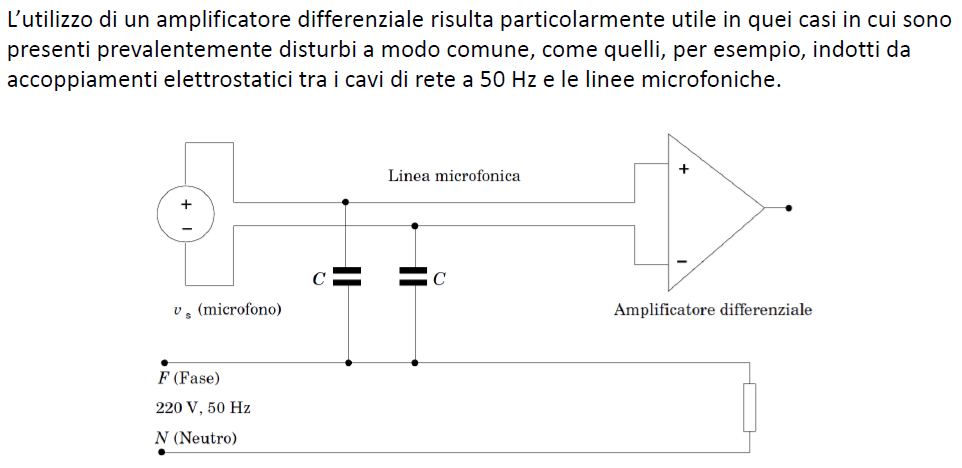 L’utilizzo di un amplificatore differenziale risulta particolarmente utile in quei casi in cui sono
presenti prevalentemente disturbi a modo comune, come quelli, per esempio, indotti da
accoppiamenti elettrostatici tra i cavi di rete a 50 Hz e le linee microfoniche.
Linea microfonica
+
+
−
C
C
−
v s (microfono)
Amplificatore differenziale
F (Fase)
220 V, 50 Hz
N (Neutro)